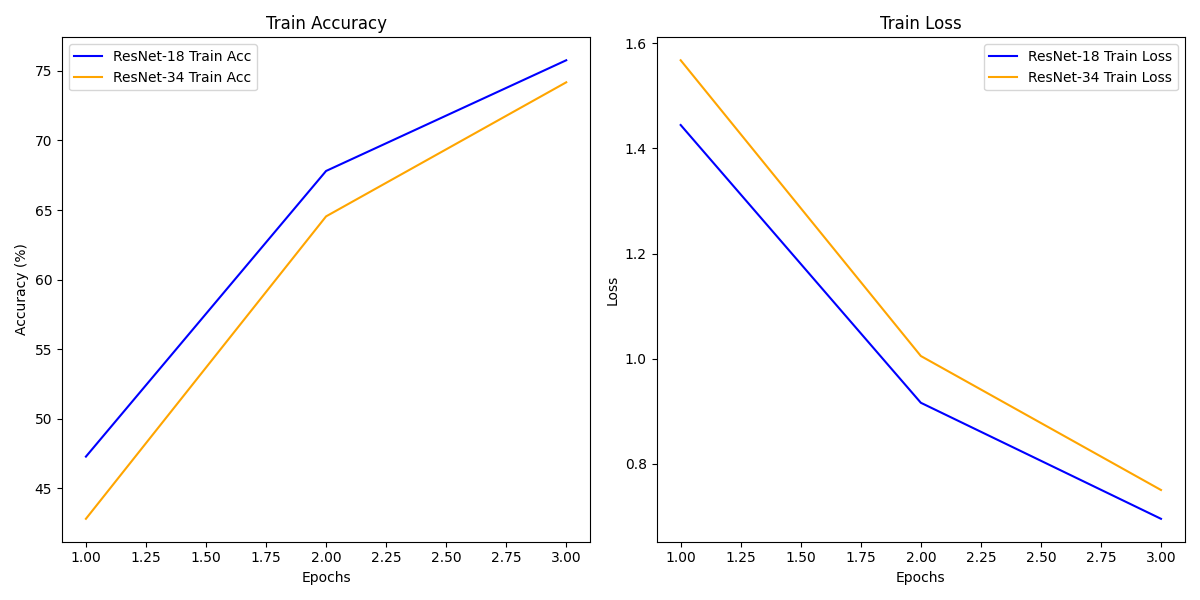 Train Accuracy
ResNet-18 Train Acc
ResNet-34 Train Acc
Accuracy (%)
75
70
65
60
55
50
45
1.00 1.25 1.50 1.75 2.00 2.25 2.50 2.75 3.00
Epochs
Train Loss
ResNet-18 Train Loss
ResNet-34 Train Loss
Loss
1.6
1.4
1.2
1.0
0.8
1.00 1.25 1.50 1.75 2.00 2.25 2.50 2.75 3.00
Epochs